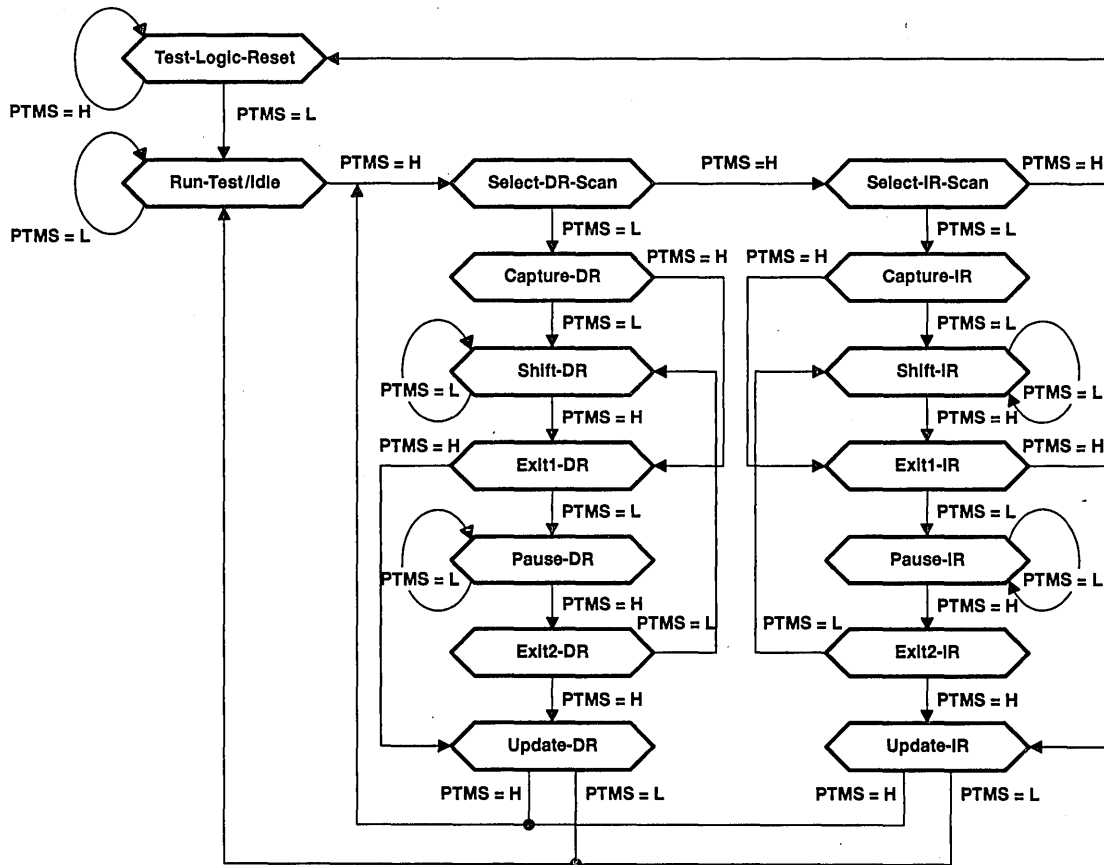 Test-Logic-Reset
PTMS = H
PTMS = L
PTMS = H
PTMS =H
PTMS = H
Run-Test/Idle
Select-DR-Scan
Select-IR-Scan
PTMS = L
PTMS = L
PTMS = L
PTMS = H
PTMS = H
Capture-DR
Capture-IR
PTMS = L
PTMS = L
Shift-DR
Shift-IR
PTMS = L
PTMS = L
PTMS = H
PTMS = H
PTMS = H
PTMS = H
Exit1-DR
Exit1-IR
PTMS = L
PTMS = L
Pause-DR
Pause-IR
PTMS = L
PTMS = L
PTMS = H
PTMS = H
PTMS = L
PTMS = L
Exit2-DR
Exit2-IR
PTMS = H
PTMS = H
Update-DR
Update-IR
PTMS = H
PTMS = L
PTMS = H
PTMS = L